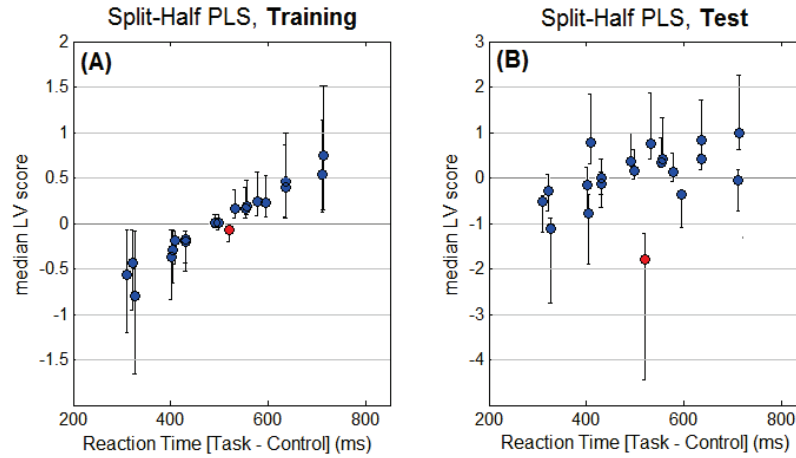 Split-Half PLS, Training
(A)
median LV score
2
1.5
1
0.5
0
-0.5
-1
-1.5
200 400 600 800
Reaction Time [Task - Control] (ms)
Split-Half PLS, Test
(B)
median LV score
3
2
1
0
-1
-2
-3
-4
200 400 600 800
Reaction Time [Task - Control] (ms)